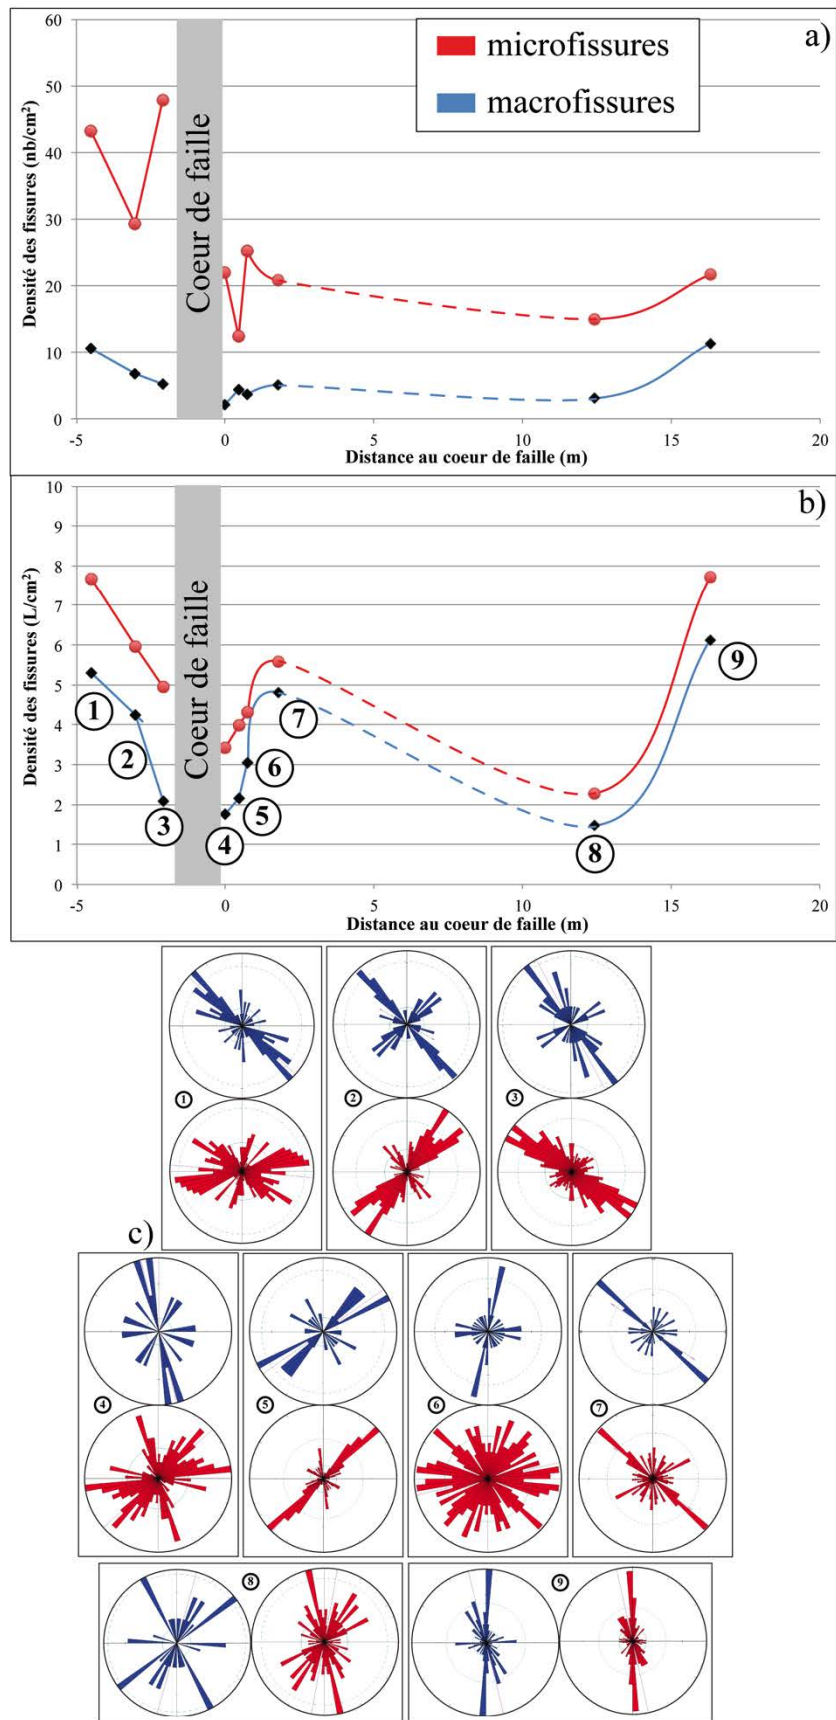 60
a)
microfissures
50
macrofissures
40
Coeur de faille
30
20
10
0
Densité des fissures (nb/cm²)
-5 0 5 10 15 20
Distance au coeur de faille (m)
10
b)
9
8
7
6
5
4
3
2
1
0
Densité des fissures (L/cm²)
Coeur de faille
1 2 3 4 5 6 7 8 9
-5 0 5 10 15 20
Distance au coeur de faille (m)
1 2 3
c)
4 5 6 7
8 9